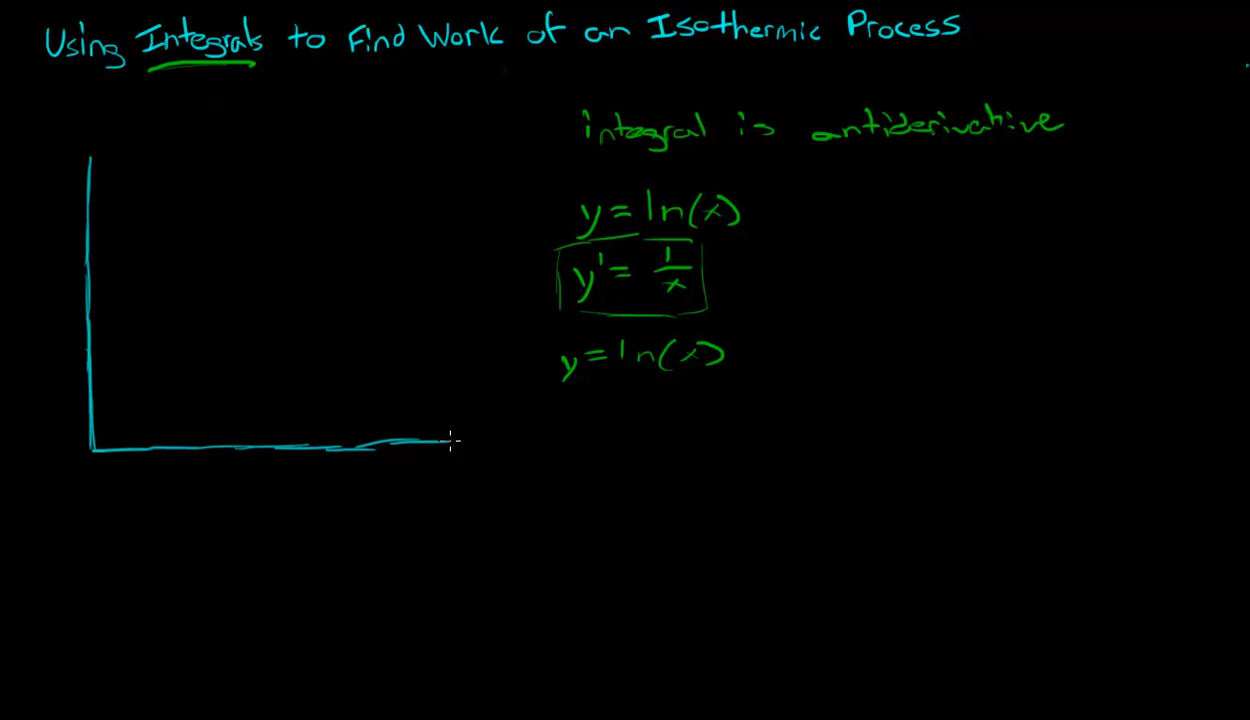 Using Integrals to Find Work of an Isothermic Process
integral is antiderivative
y = ln(x)
y' = 1/x
y = ln(x)